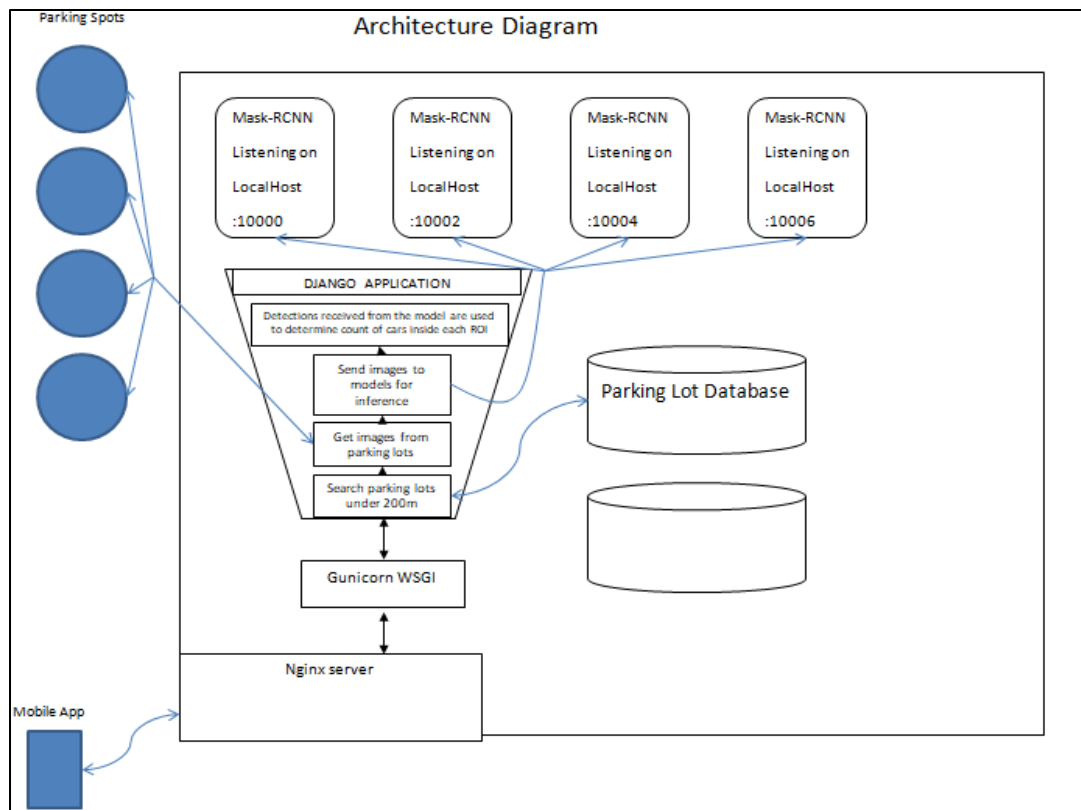 Parking Spots
Architecture Diagram
Mask-RCNN
Listening on
LocalHost
:10000
Mask-RCNN
Listening on
LocalHost
:10002
Mask-RCNN
Listening on
LocalHost
:10004
Mask-RCNN
Listening on
LocalHost
:10006
DJANGO APPLICATION
Detections received from the model are used
to determine count of cars inside each ROI
Send images to
models for
inference
Get images from
parking lots
Search parking lots
under 200m
Parking Lot Database
Gunicorn WSGI
Nginx server
Mobile App